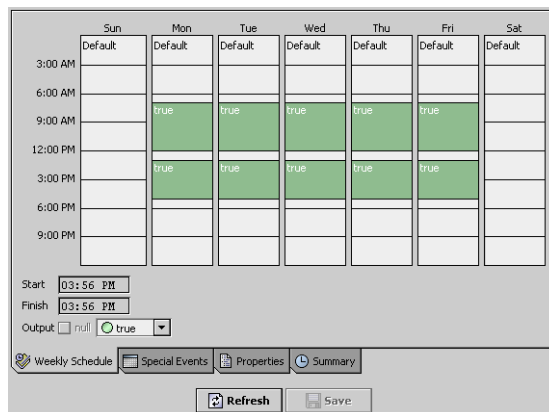 Sun Mon Tue Wed Thu Fri Sat
Default Default Default Default Default Default Default
3:00 AM
6:00 AM
true true true true true
9:00 AM
12:00 PM
true true true true true
3:00 PM
6:00 PM
9:00 PM
Start 03:56 PM
Finish 03:56 PM
Output null true
Weekly Schedule Special Events Properties Summary
Refresh Save